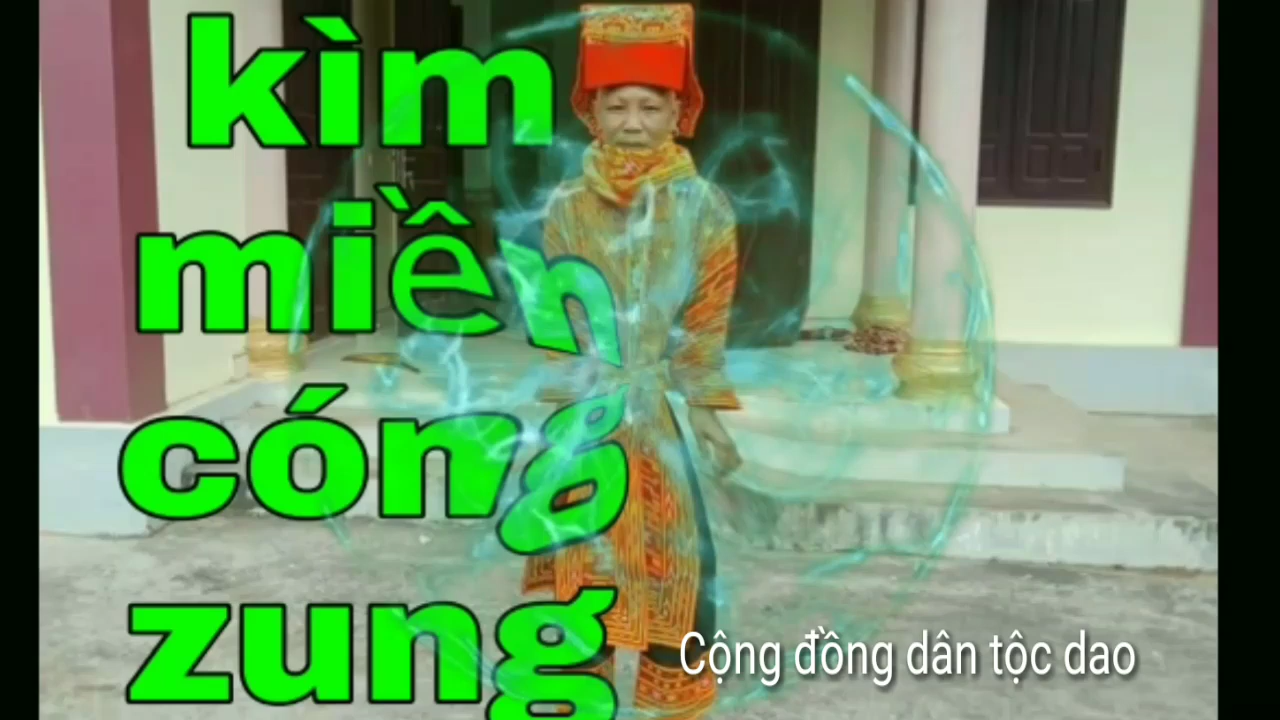 kìm
miền
cóng
zung
Cộng đồng dân tộc dao